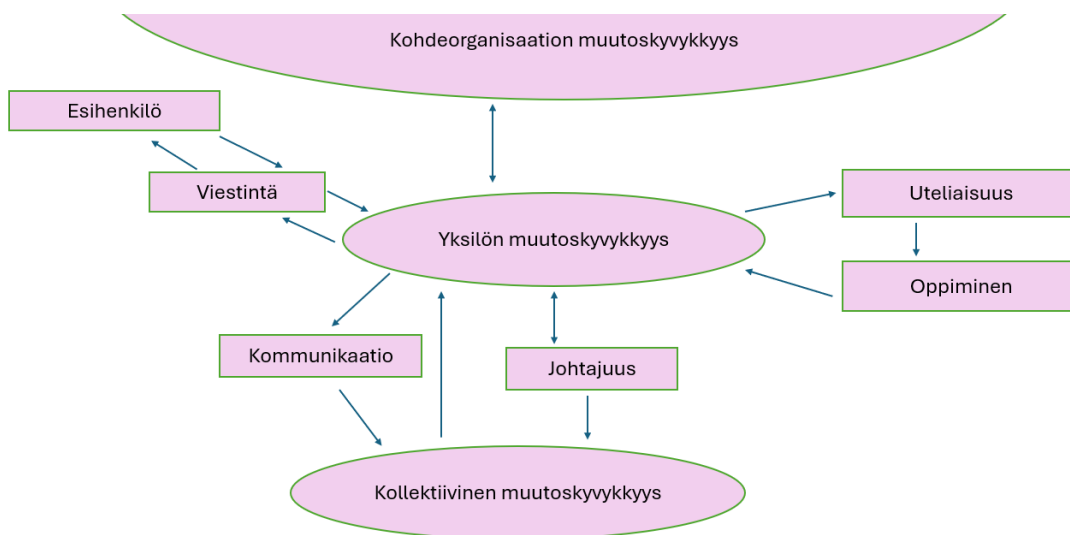 Kohdeorganisaation muutoskyvykkyys
Esihenkilö
Viestintä
Uteliaisuus
Yksilön muutoskyvykkyys
Oppiminen
Kommunikaatio
Johtajuus
Kollektiivinen muutoskyvykkyys